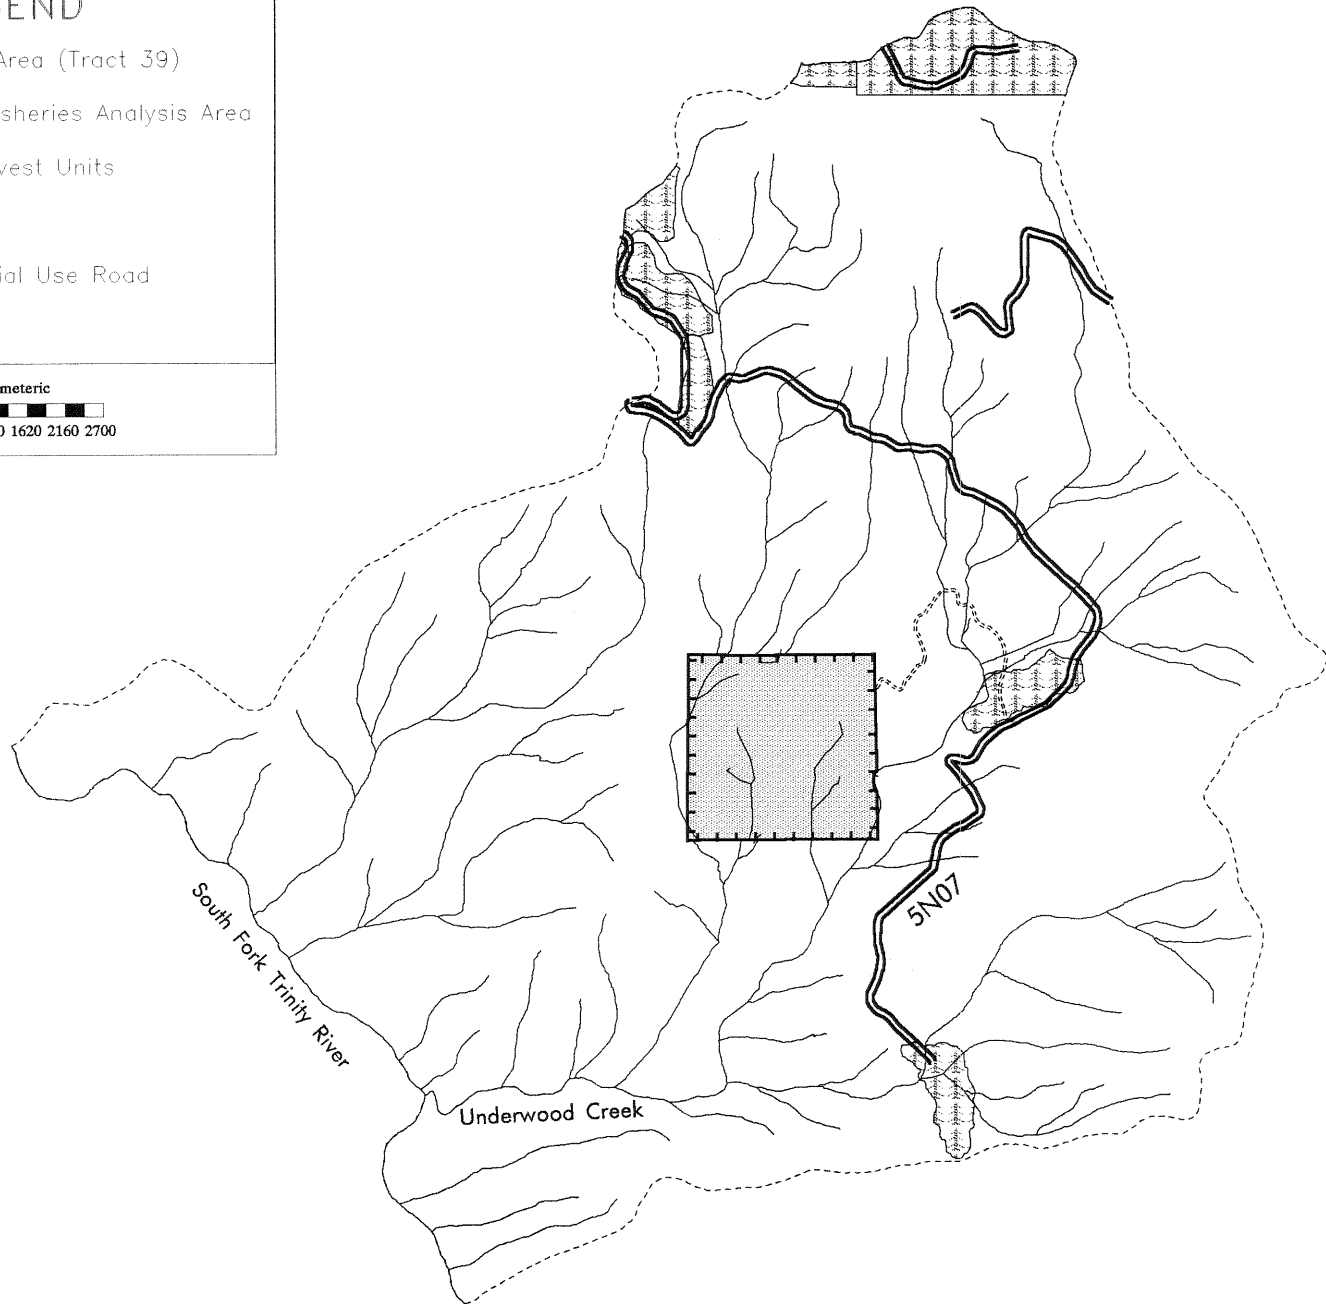 Area (Tract 39)
sheries Analysis Area
vest Units
ial Use Road
meteric
0 1620 2160 2700
5N07
South Fork Trinity River
Underwood Creek